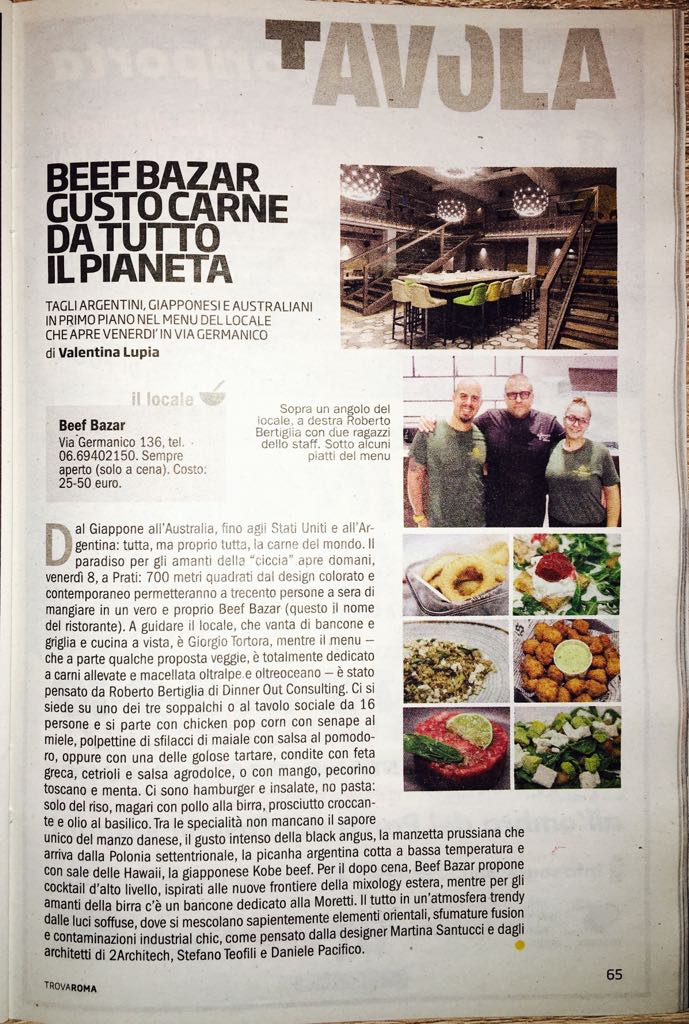 TAVOLA
BEEF BAZAR
GUSTO CARNE
DA TUTTO
IL PIANETA
TAGLI ARGENTINI, GIAPPONESI E AUSTRALIANI
IN PRIMO PIANO NEL MENU DEL LOCALE
CHE APRE VENERDI' IN VIA GERMANICO
di Valentina Lupia
il locale
Beef Bazar
Via Germanico 136, tel.
06.69402150. Sempre
aperto (solo a cena). Costo:
25-50 euro.
Sopra un angolo del
locale, a destra Roberto
Bertiglia con due ragazzi
dello staff. Sotto alcuni
piatti del menu
Dal Giappone all'Australia, fino agli Stati Uniti e all'Ar-
gentina: tutta, ma proprio tutta, la carne del mondo. Il
paradiso per gli amanti della "ciccia" apre domani,
venerdì 8, a Prati: 700 metri quadrati dal design colorato e
contemporaneo permetteranno a trecento persone a sera di
mangiare in un vero e proprio Beef Bazar (questo il nome
del ristorante). A guidare il locale, che vanta di bancone e
griglia e cucina a vista, è Giorgio Tortora, mentre il menu –
che a parte qualche proposta veggie, è totalmente dedicato
a carni allevate e macellata oltralpe e oltreoceano – è stato
pensato da Roberto Bertiglia di Dinner Out Consulting. Ci si
siede su uno dei tre soppalchi o al tavolo sociale da 16
persone e si parte con chicken pop corn con senape al
miele, polpettine di sfilacci di maiale con salsa al pomodo-
ro, oppure con una delle golose tartare, condite con feta
greca, cetrioli e salsa agrodolce, o con mango, pecorino
toscano e menta. Ci sono hamburger e insalate, no pasta:
solo del riso, magari con pollo alla birra, prosciutto croccan-
te e olio al basilico. Tra le specialità non mancano il sapore
unico del manzo danese, il gusto intenso della black angus, la manzetta prussiana che
arriva dalla Polonia settentrionale, la picanha argentina cotta a bassa temperatura e
con sale delle Hawaii, la giapponese Kobe beef. Per il dopo cena, Beef Bazar propone
cocktail d'alto livello, ispirati alle nuove frontiere della mixology estera, mentre per gli
amanti della birra c'è un bancone dedicato alla Moretti. Il tutto in un'atmosfera trendy
dalle luci soffuse, dove si mescolano sapientemente elementi orientali, sfumature fusion
e contaminazioni industrial chic, come pensato dalla designer Martina Santucci e dagli
architetti di 2Architech, Stefano Teofili e Daniele Pacifico.
TROVAROMA
65